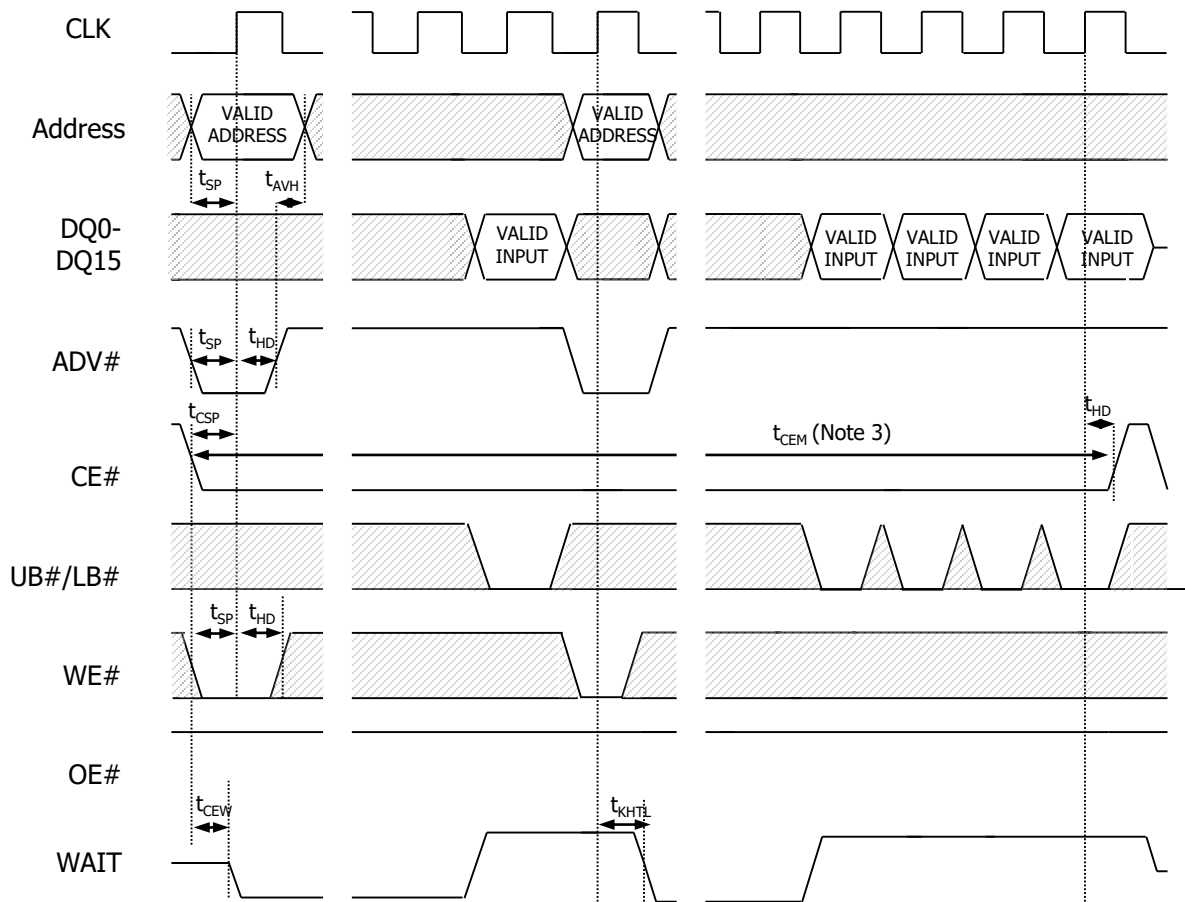 CLK
Address
VALID
ADDRESS
VALID
ADDRESS
tSP
tAVH
DQ0-
DQ15
VALID
INPUT
VALID
INPUT
VALID
INPUT
VALID
INPUT
VALID
INPUT
ADV#
tSP
tHD
CE#
tCSP
tCEM (Note 3)
tHD
UB#/LB#
WE#
tSP
tHD
OE#
tCEW
tKHTL
WAIT